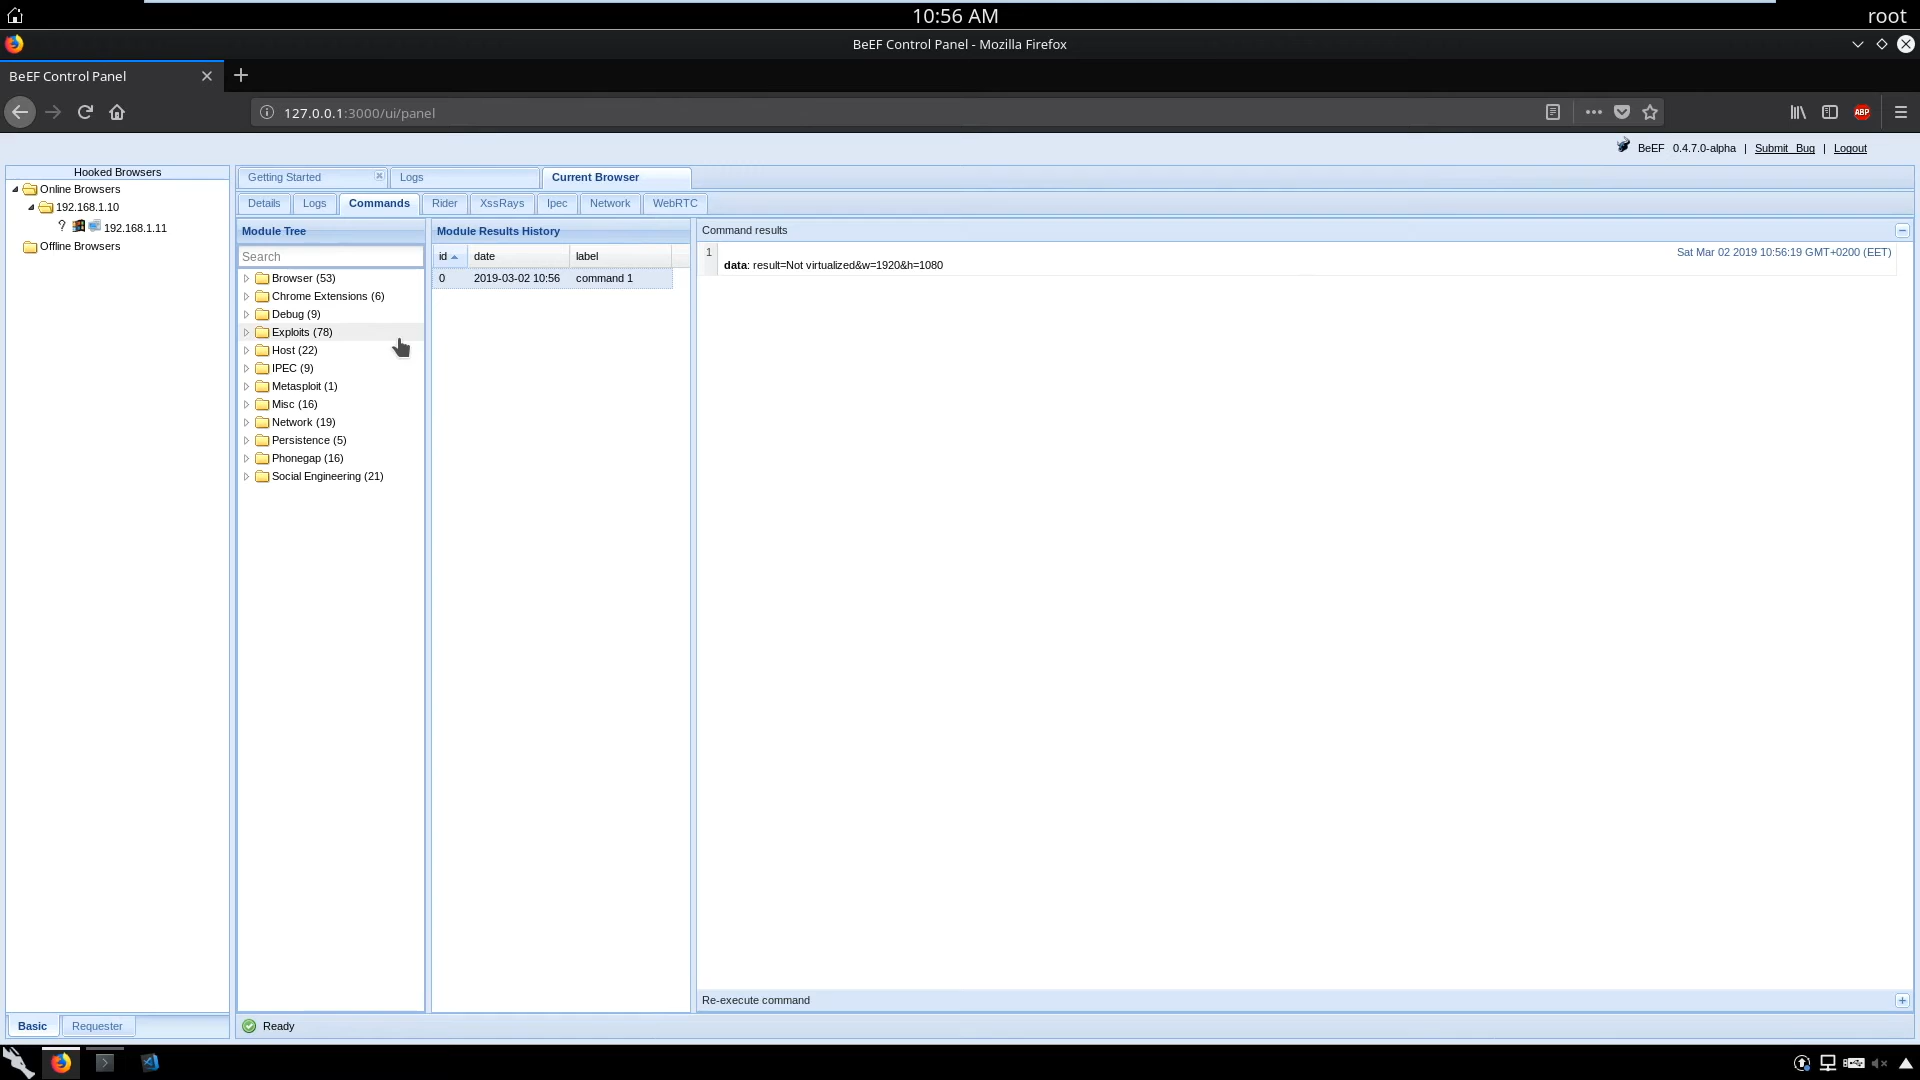 10:56 AM
root
BeEF Control Panel - Mozilla Firefox
BeEF Control Panel
127.0.0.1:3000/ui/panel
ABP
BeEF 0.4.7.0-alpha | Submit Bug | Logout
Hooked Browsers
Online Browsers
192.168.1.10
? 192.168.1.11
Offline Browsers
Basic
Requester
Getting Started
Logs
Current Browser
Details
Logs
Commands
Rider
XssRays
Ipec
Network
WebRTC
Module Tree
Search
Browser (53)
Chrome Extensions (6)
Debug (9)
Exploits (78)
Host (22)
IPEC (9)
Metasploit (1)
Misc (16)
Network (19)
Persistence (5)
Phonegap (16)
Social Engineering (21)
Module Results History
id date label
0 2019-03-02 10:56 command 1
Command results
1
Sat Mar 02 2019 10:56:19 GMT+0200 (EET)
data: result=Not virtualized&w=1920&h=1080
Re-execute command
Ready